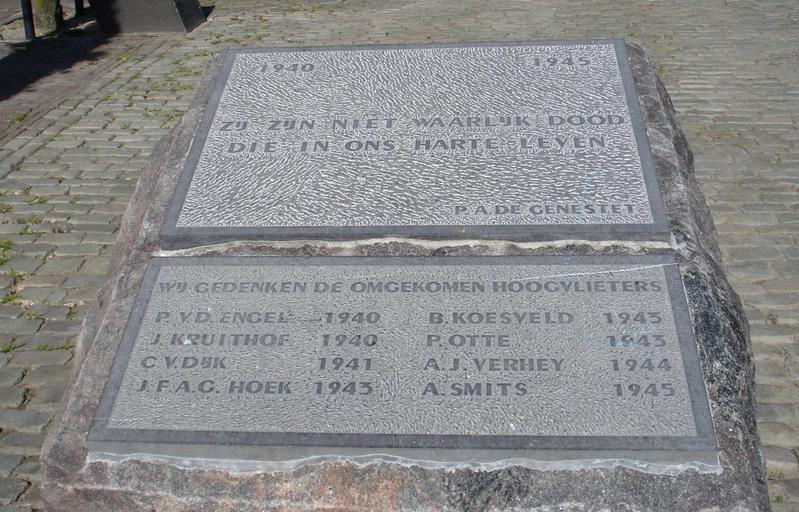 1940 1945
ZIJ ZIJN NIET WAARLIJK DOOD
DIE IN ONS HARTE LEVEN
P.A. DE GENESTET
WIJ GEDENKEN DE OMGEKOMEN HOOGVLIETERS
P.V.D. ENGEL 1940 B. KOESVELD 1943
J. KRUITHOF 1940 P. OTTE 1943
C.V. DIJK 1941 A.J. VERHEY 1944
J.F.A.G. HOEK 1943 A. SMITS 1945